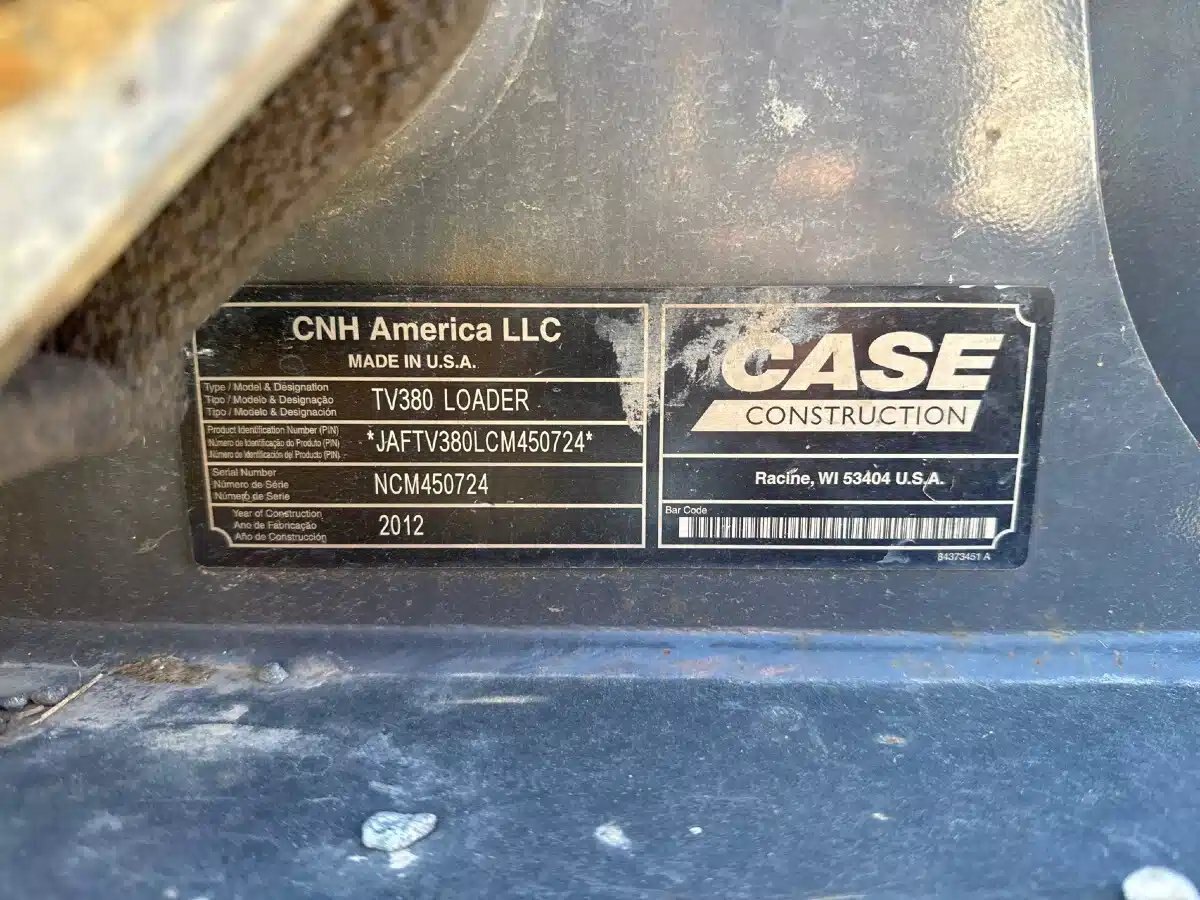 CNH America LLC
MADE IN U.S.A.
Type / Model & Designation
Tipo / Modelo & Designação
Tipo / Modelo & Designación
TV380 LOADER
Product Identification Number (PIN)
Número de Identificação do Produto (PIN)
Número de Identificación del Producto (PIN)
*JAFTV380LCM450724*
Serial Number
Número de Série
Número de Serie
NCM450724
Year of Construction
Ano de Fabricação
Año de Construcción
2012
CASE
CONSTRUCTION
Racine, WI 53404 U.S.A.
Bar Code
84373451 A